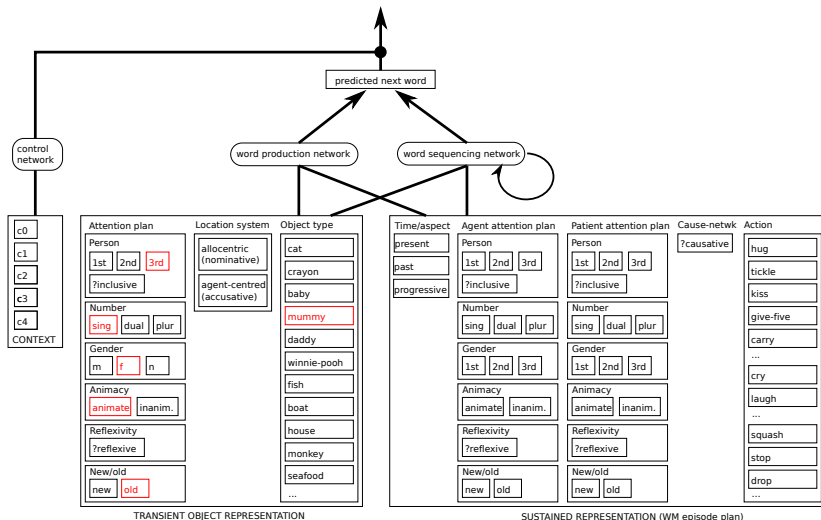 predicted next word
control
network
word production network
word sequencing network
c0
c1
c2
c3
c4
CONTEXT
Attention plan
Person
1st 2nd 3rd
?inclusive
Number
sing dual plur
Gender
m f n
Animacy
animate inanim.
Reflexivity
?reflexive
New/old
new old
Location system
allocentric
(nominative)
agent-centred
(accusative)
Object type
cat
crayon
baby
mummy
daddy
winnie-pooh
fish
boat
house
monkey
seafood
...
TRANSIENT OBJECT REPRESENTATION
Time/aspect
present
past
progressive
Agent attention plan
Person
1st 2nd 3rd
?inclusive
Number
sing dual plur
Gender
1st 2nd 3rd
Animacy
animate inanim.
Reflexivity
?reflexive
New/old
new old
Patient attention plan
Person
1st 2nd 3rd
?inclusive
Number
sing dual plur
Gender
1st 2nd 3rd
Animacy
animate inanim.
Reflexivity
?reflexive
New/old
new old
Cause-netwk
?causative
Action
hug
tickle
kiss
give-five
carry
...
cry
laugh
...
squash
stop
drop
...
SUSTAINED REPRESENTATION (WM episode plan)